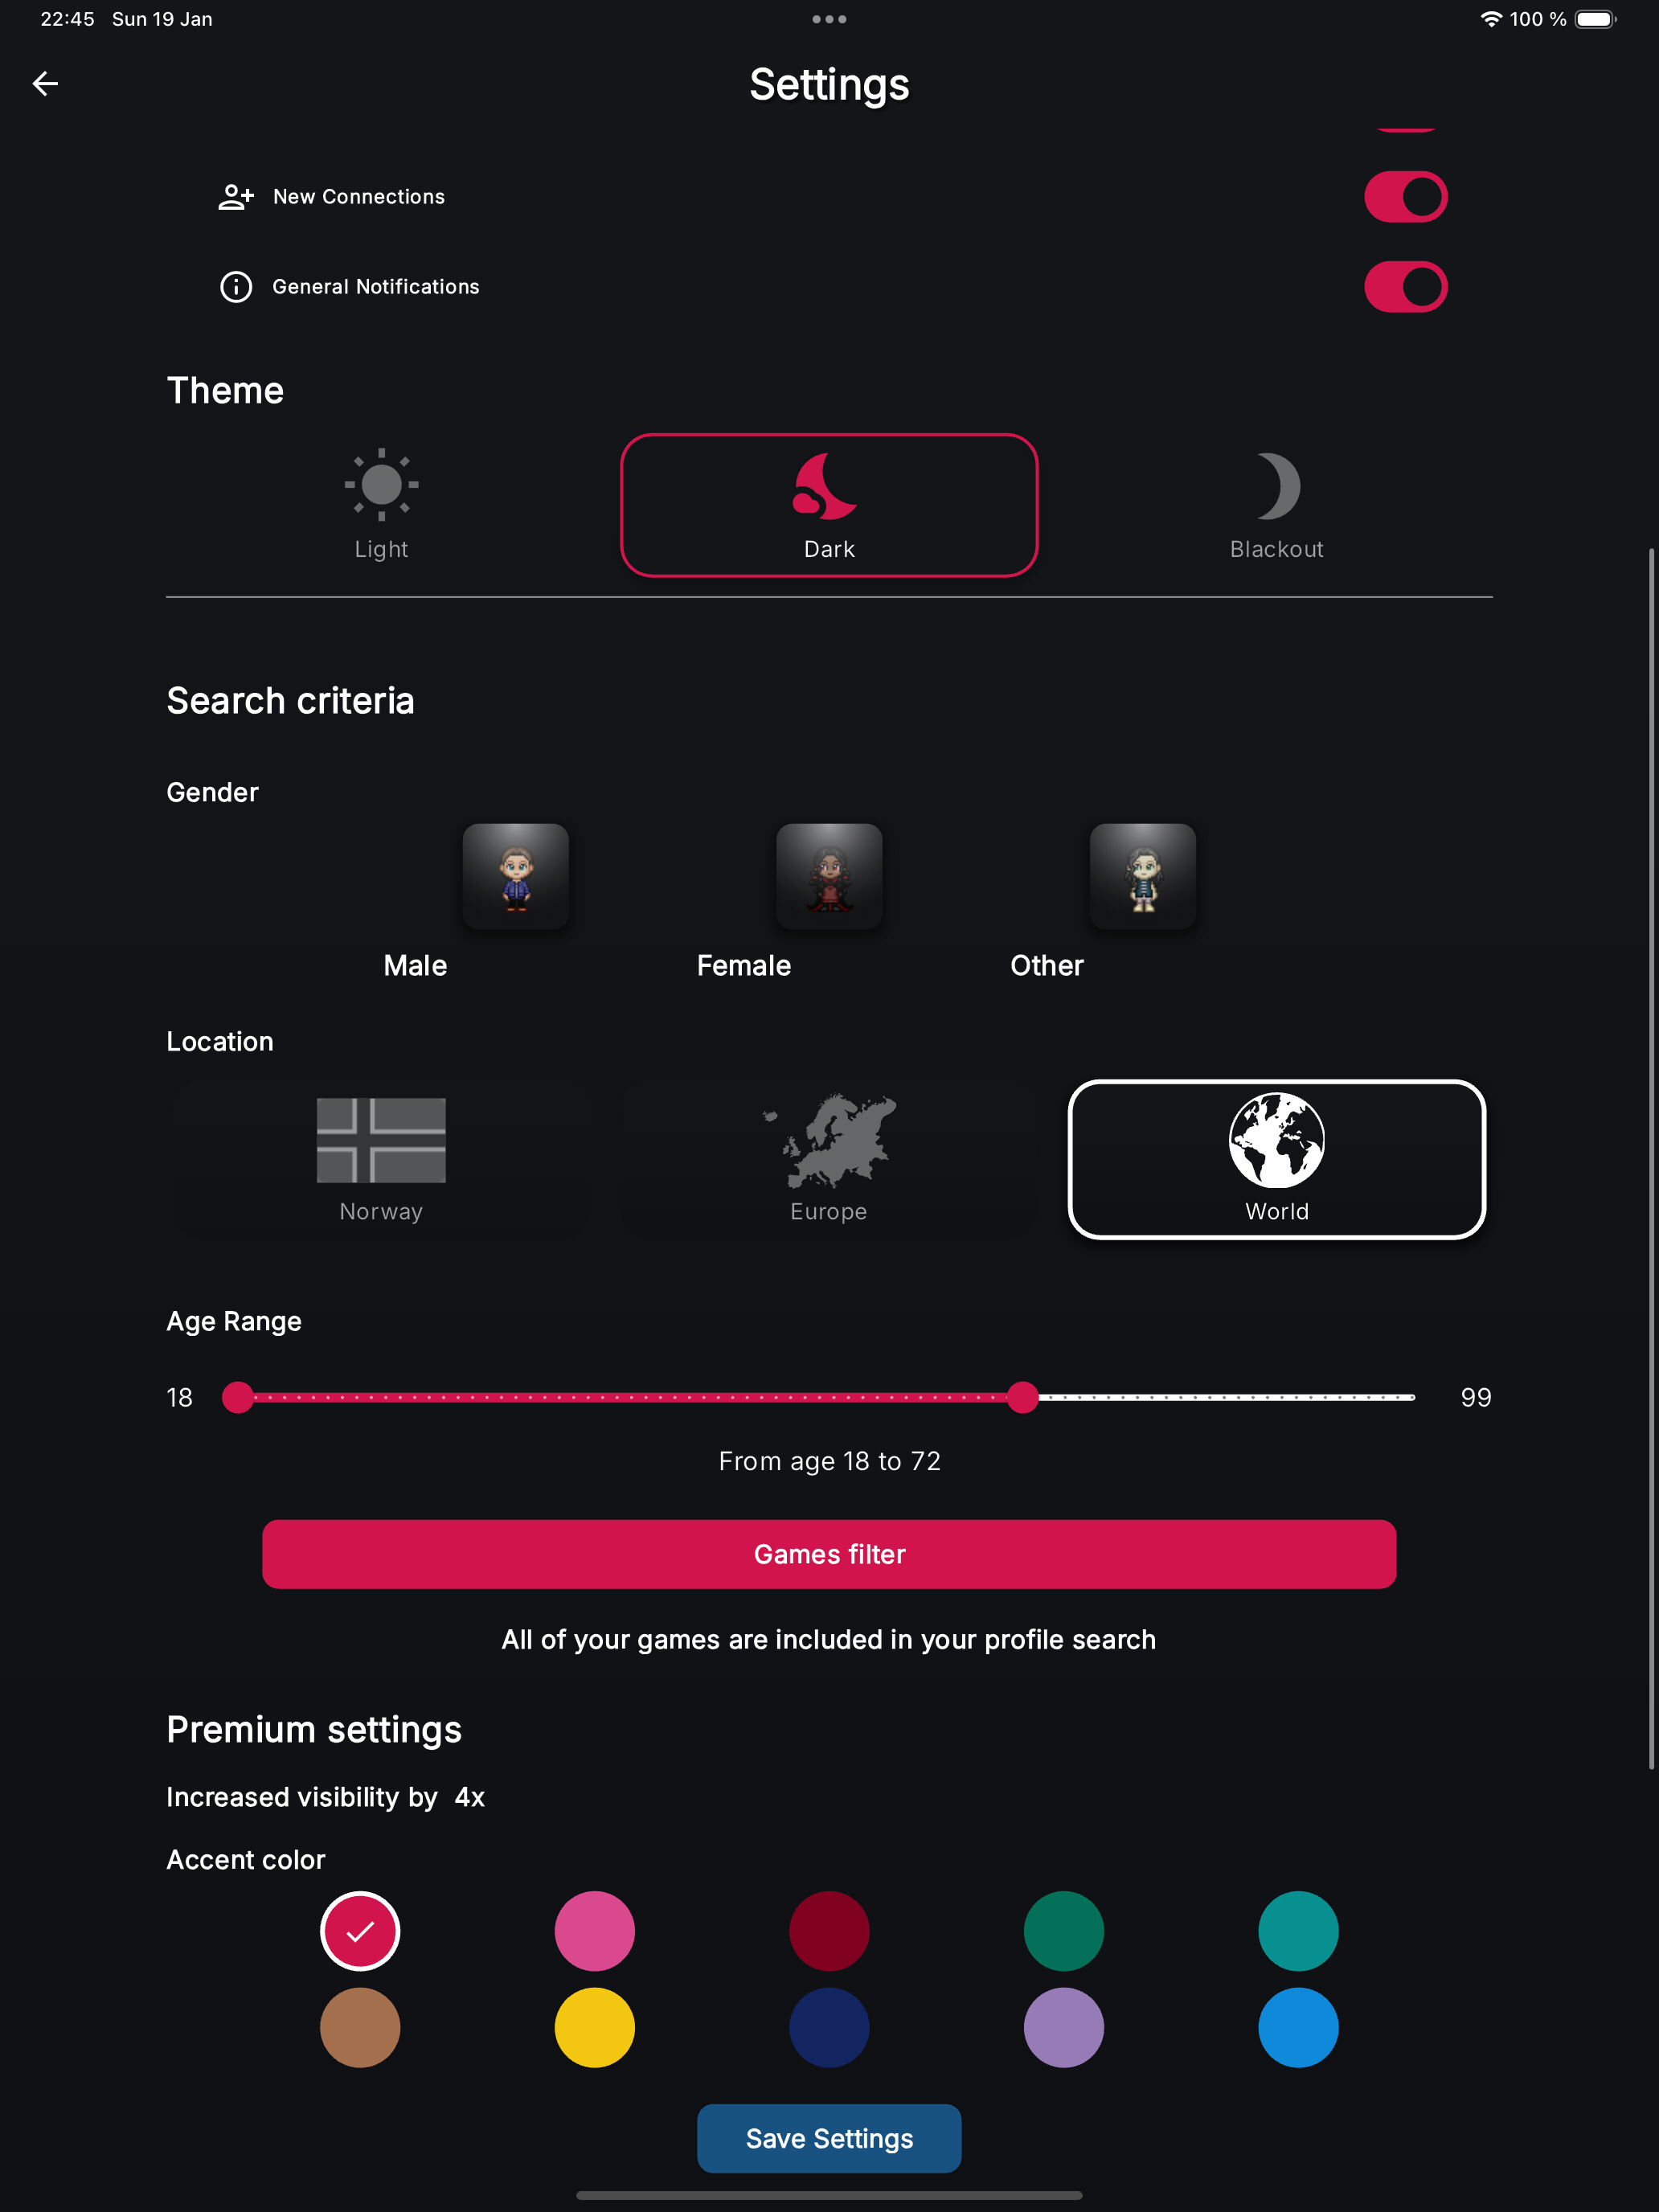 22:45 Sun 19 Jan
100 %
Settings
New Connections
General Notifications
Theme
Light Dark Blackout
Search criteria
Gender
Male Female Other
Location
Norway Europe World
Age Range
18 99
From age 18 to 72
Games filter
All of your games are included in your profile search
Premium settings
Increased visibility by 4x
Accent color
Save Settings